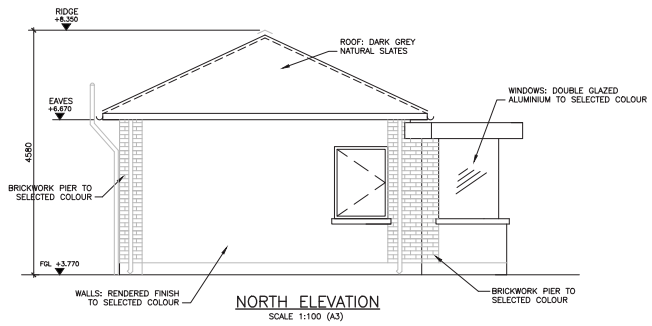 RIDGE
+8.350
ROOF: DARK GREY
NATURAL SLATES
WINDOWS: DOUBLE GLAZED
ALUMINIUM TO SELECTED COLOUR
EAVES
+6.670
4580
BRICKWORK PIER TO
SELECTED COLOUR
FGL +3.770
WALLS: RENDERED FINISH
TO SELECTED COLOUR
BRICKWORK PIER TO
SELECTED COLOUR
NORTH ELEVATION
SCALE 1:100 (A3)